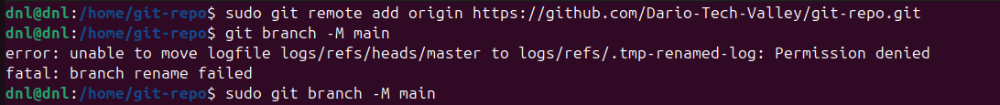 dnl@dnl:/home/git-repo$ sudo git remote add origin https://github.com/Dario-Tech-Valley/git-repo.git
dnl@dnl:/home/git-repo$ git branch -M main
error: unable to move logfile logs/refs/heads/master to logs/refs/.tmp-renamed-log: Permission denied
fatal: branch rename failed
dnl@dnl:/home/git-repo$ sudo git branch -M main